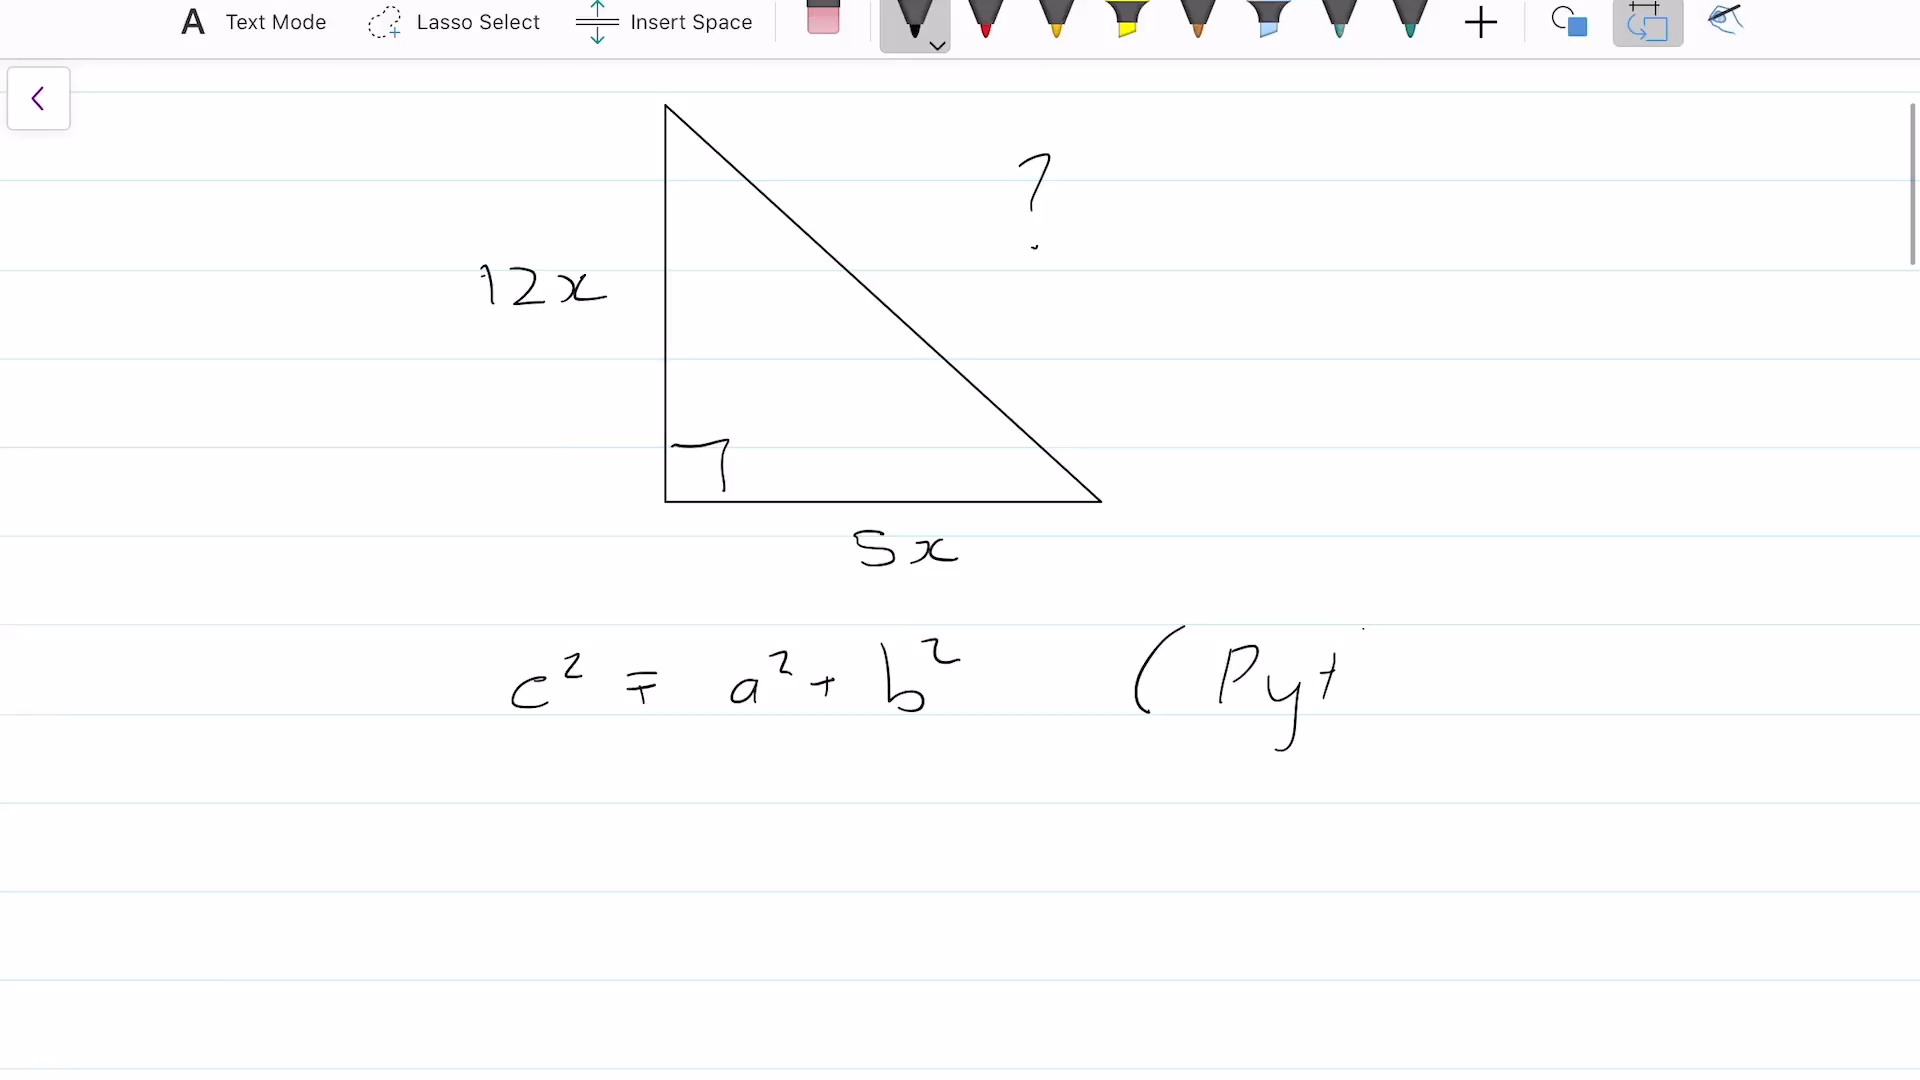 A Text Mode Lasso Select Insert Space
?
12x
5x
c² = a² + b² ( Pyt